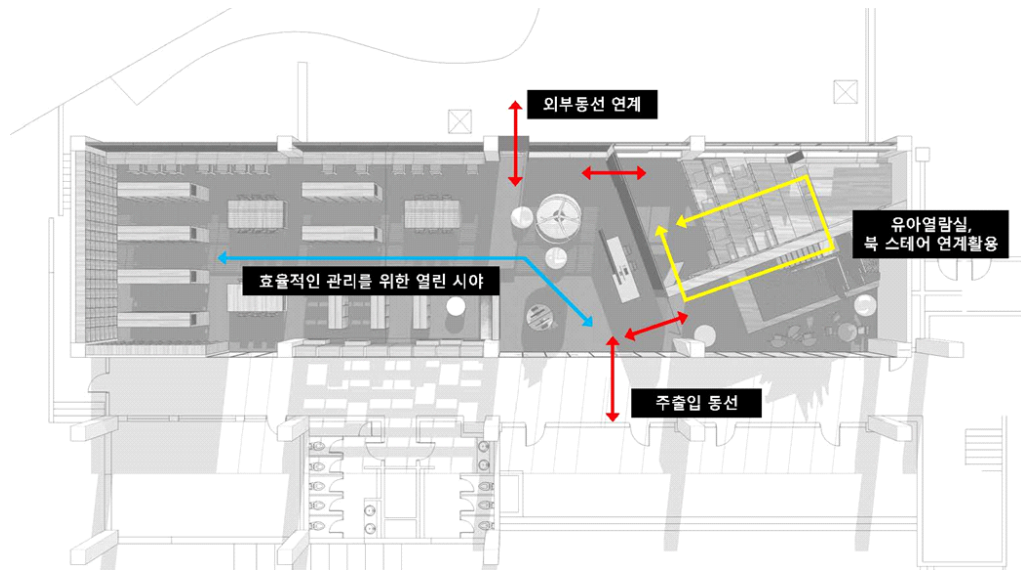 외부동선 연계
유아열람실,
북 스테어 연계활용
효율적인 관리를 위한 열린 시야
주출입 동선